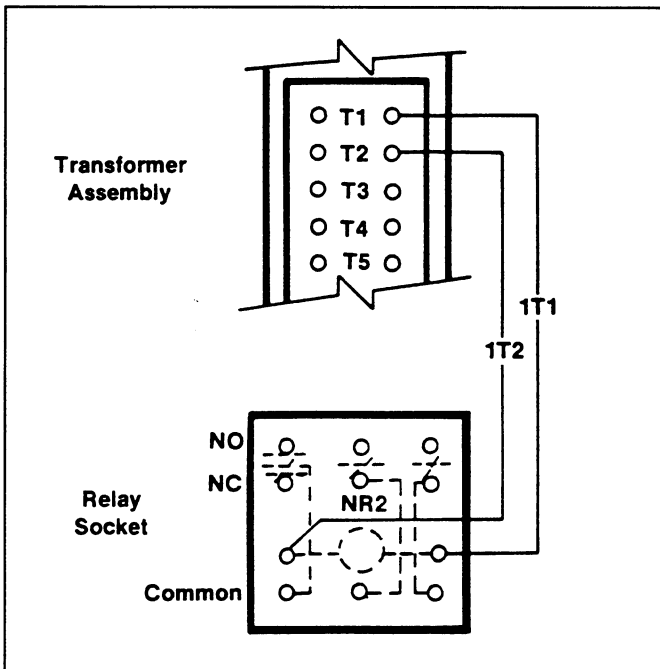 T1
T2
Transformer
Assembly
T3
T4
T5
1T1
1T2
NO
NC
NR2
Relay
Socket
Common